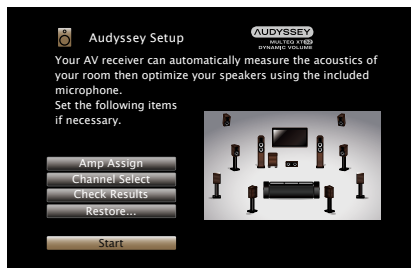 Audyssey Setup
AUDYSSEY
MULTEQ XT32
DYNAMIC VOLUME
Your AV receiver can automatically measure the acoustics of
your room then optimize your speakers using the included
microphone.
Set the following items
if necessary.
Amp Assign
Channel Select
Check Results
Restore...
Start